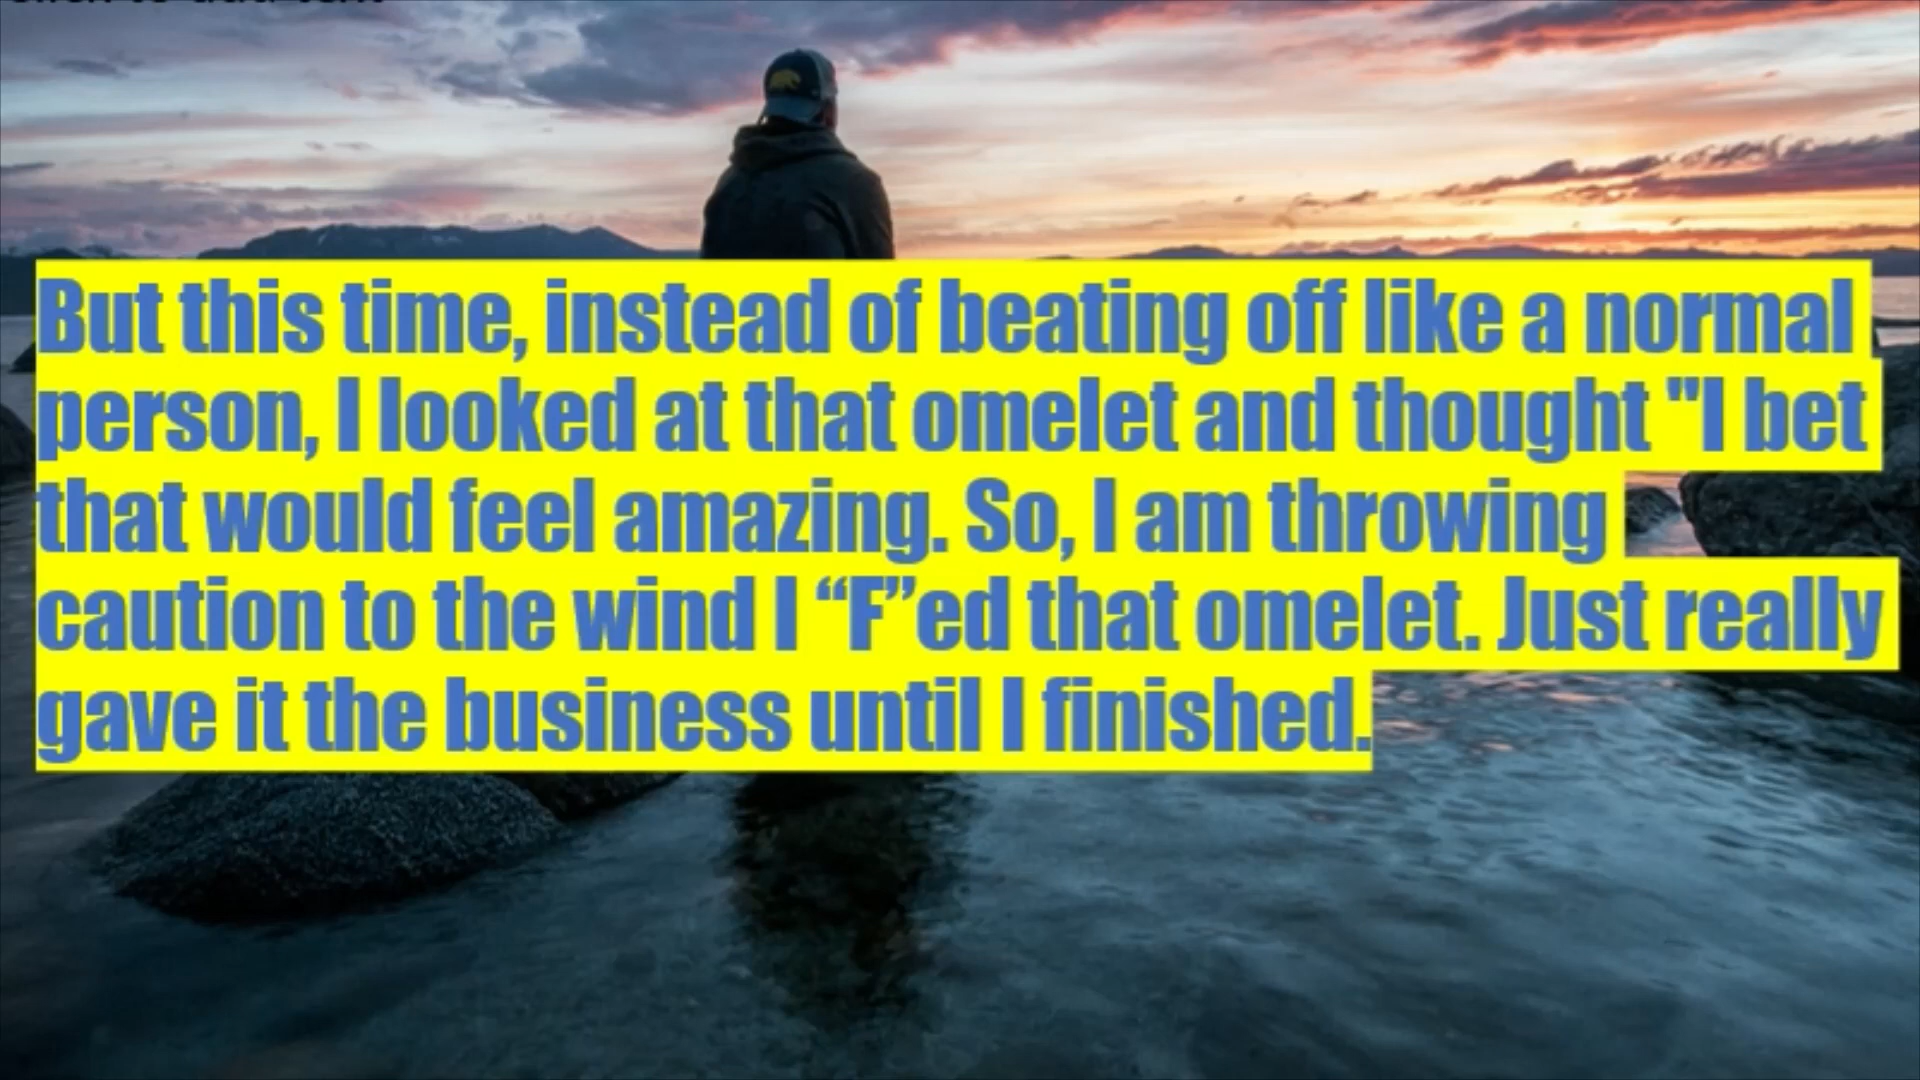 But this time, instead of beating off like a normal
person, I looked at that omelet and thought "I bet
that would feel amazing. So, I am throwing
caution to the wind I “F”ed that omelet. Just really
gave it the business until I finished.